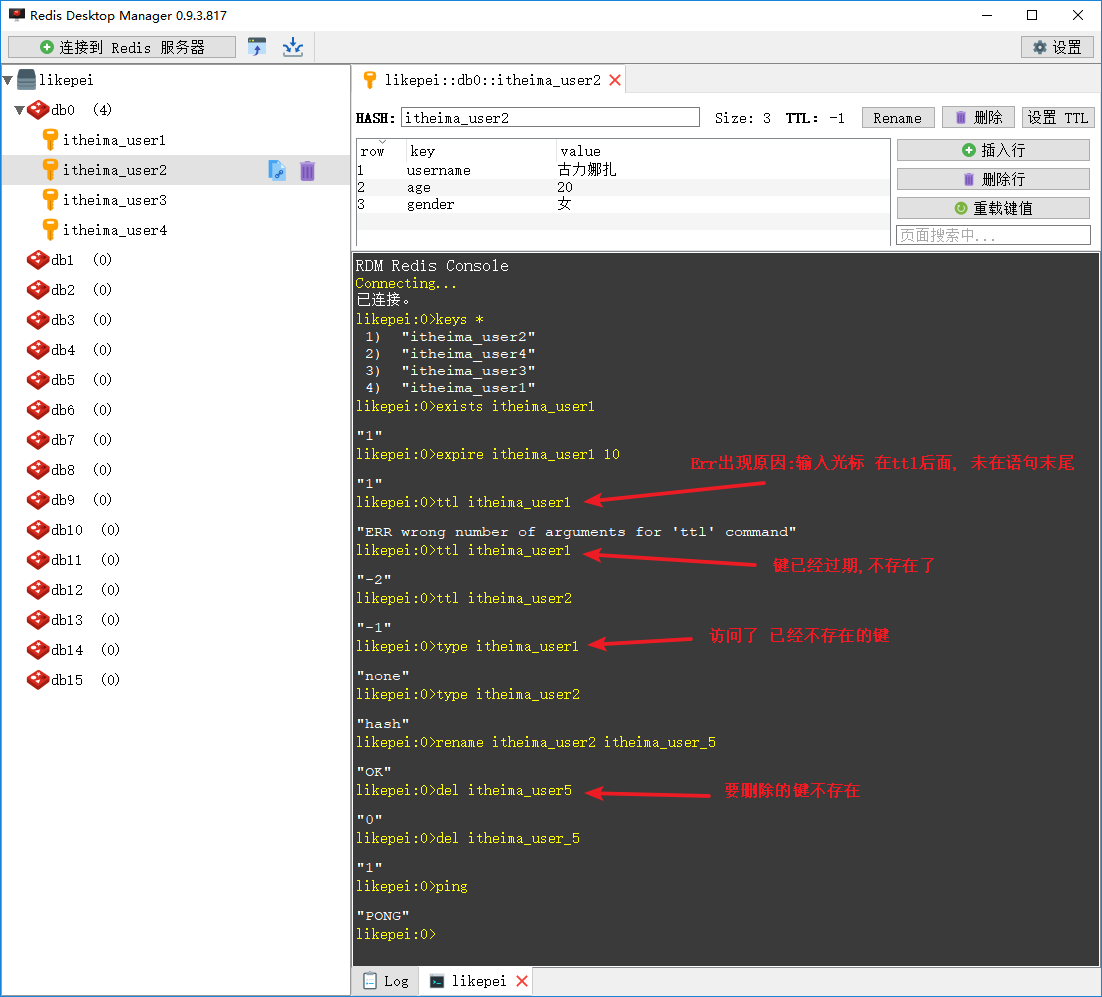 Redis Desktop Manager 0.9.3.817
连接到 Redis 服务器
设置
likepei
db0 (4)
itheima_user1
itheima_user2
itheima_user3
itheima_user4
db1 (0)
db2 (0)
db3 (0)
db4 (0)
db5 (0)
db6 (0)
db7 (0)
db8 (0)
db9 (0)
db10 (0)
db11 (0)
db12 (0)
db13 (0)
db14 (0)
db15 (0)
likepei::db0::itheima_user2
HASH: itheima_user2 Size: 3 TTL: -1 Rename 删除 设置 TTL
row key value
1 username 古力娜扎
2 age 20
3 gender 女
插入行
删除行
重载键值
页面搜索中...
RDM Redis Console
Connecting...
已连接。
likepei:0>keys *
1) "itheima_user2"
2) "itheima_user4"
3) "itheima_user3"
4) "itheima_user1"
likepei:0>exists itheima_user1
"1"
likepei:0>expire itheima_user1 10
Err出现原因:输入光标 在ttl后面, 未在语句末尾
"1"
likepei:0>ttl itheima_user1
"ERR wrong number of arguments for 'ttl' command"
likepei:0>ttl itheima_user1
键已经过期,不存在了
"-2"
likepei:0>ttl itheima_user2
"-1"
likepei:0>type itheima_user1
访问了 已经不存在的键
"none"
likepei:0>type itheima_user2
"hash"
likepei:0>rename itheima_user2 itheima_user_5
"OK"
likepei:0>del itheima_user5
要删除的键不存在
"0"
likepei:0>del itheima_user_5
"1"
likepei:0>ping
"PONG"
likepei:0>
Log
likepei